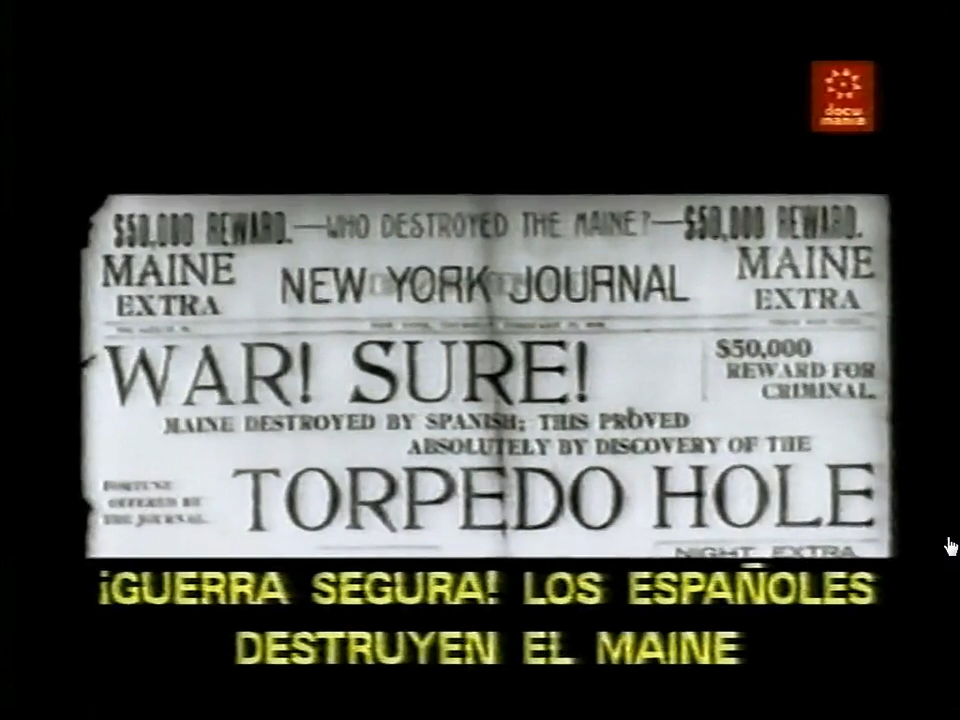 docu
mania
$50,000 REWARD.—WHO DESTROYED THE MAINE?—$50,000 REWARD.
MAINE
EXTRA
NEW YORK JOURNAL
MAINE
EXTRA
WAR! SURE!
$50,000
REWARD FOR
CRIMINAL.
MAINE DESTROYED BY SPANISH; THIS PROVED
ABSOLUTELY BY DISCOVERY OF THE
FORTUNE
OFFERED BY
THE JOURNAL.
TORPEDO HOLE
NIGHT EXTRA
¡GUERRA SEGURA! LOS ESPAÑOLES
DESTRUYEN EL MAINE